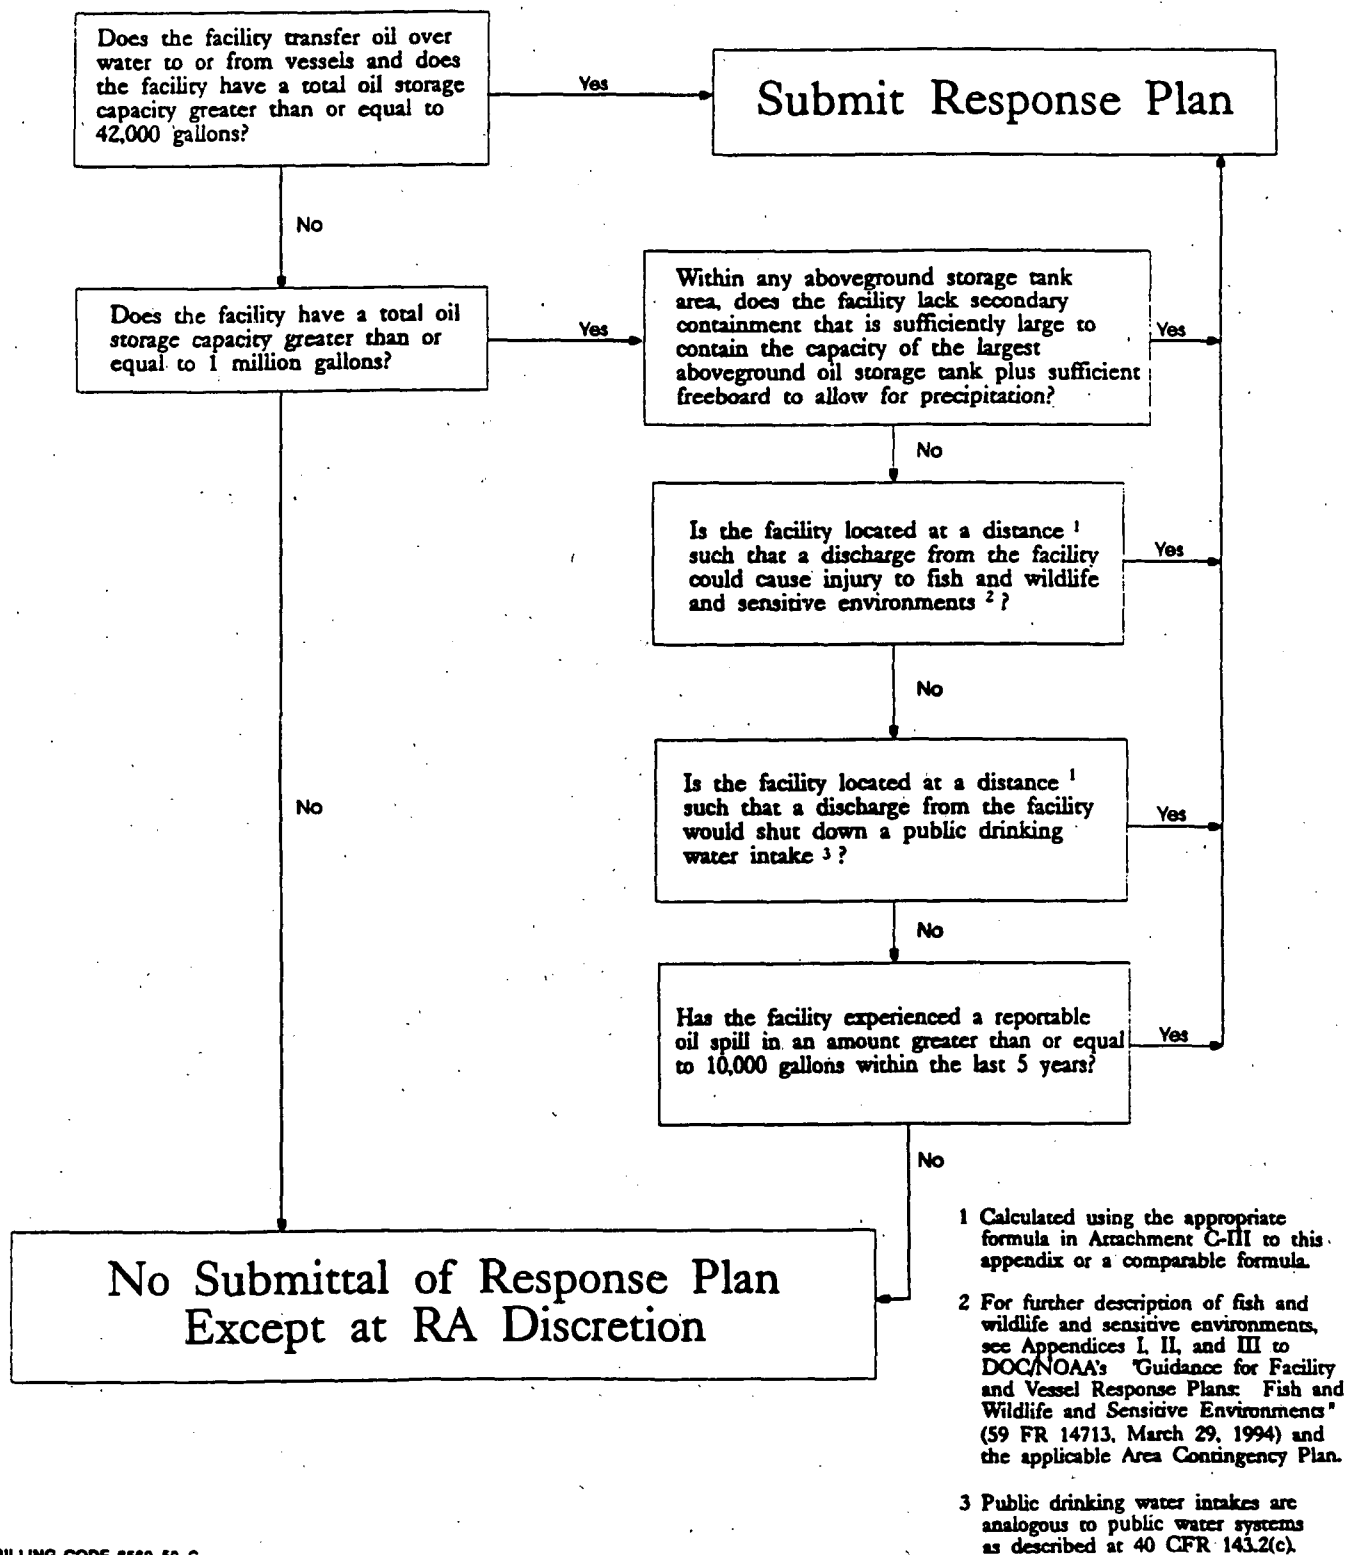 Does the facility transfer oil over
water to or from vessels and does
the facility have a total oil storage
capacity greater than or equal to
42,000 gallons?
Yes
Submit Response Plan
No
Does the facility have a total oil
storage capacity greater than or
equal to 1 million gallons?
Yes
Within any aboveground storage tank
area, does the facility lack secondary
containment that is sufficiently large to
contain the capacity of the largest
aboveground oil storage tank plus sufficient
freeboard to allow for precipitation?
Yes
No
Is the facility located at a distance 1
such that a discharge from the facility
could cause injury to fish and wildlife
and sensitive environments 2 ?
Yes
No
Is the facility located at a distance 1
such that a discharge from the facility
would shut down a public drinking
water intake 3 ?
Yes
No
No
Has the facility experienced a reportable
oil spill in an amount greater than or equal
to 10,000 gallons within the last 5 years?
Yes
No
No Submittal of Response Plan
Except at RA Discretion
1 Calculated using the appropriate
formula in Attachment C-III to this
appendix or a comparable formula.
2 For further description of fish and
wildlife and sensitive environments,
see Appendices I, II, and III to
DOC/NOAA's "Guidance for Facility
and Vessel Response Plans: Fish and
Wildlife and Sensitive Environments"
(59 FR 14713, March 29, 1994) and
the applicable Area Contingency Plan.
3 Public drinking water intakes are
analogous to public water systems
as described at 40 CFR 143.2(c).